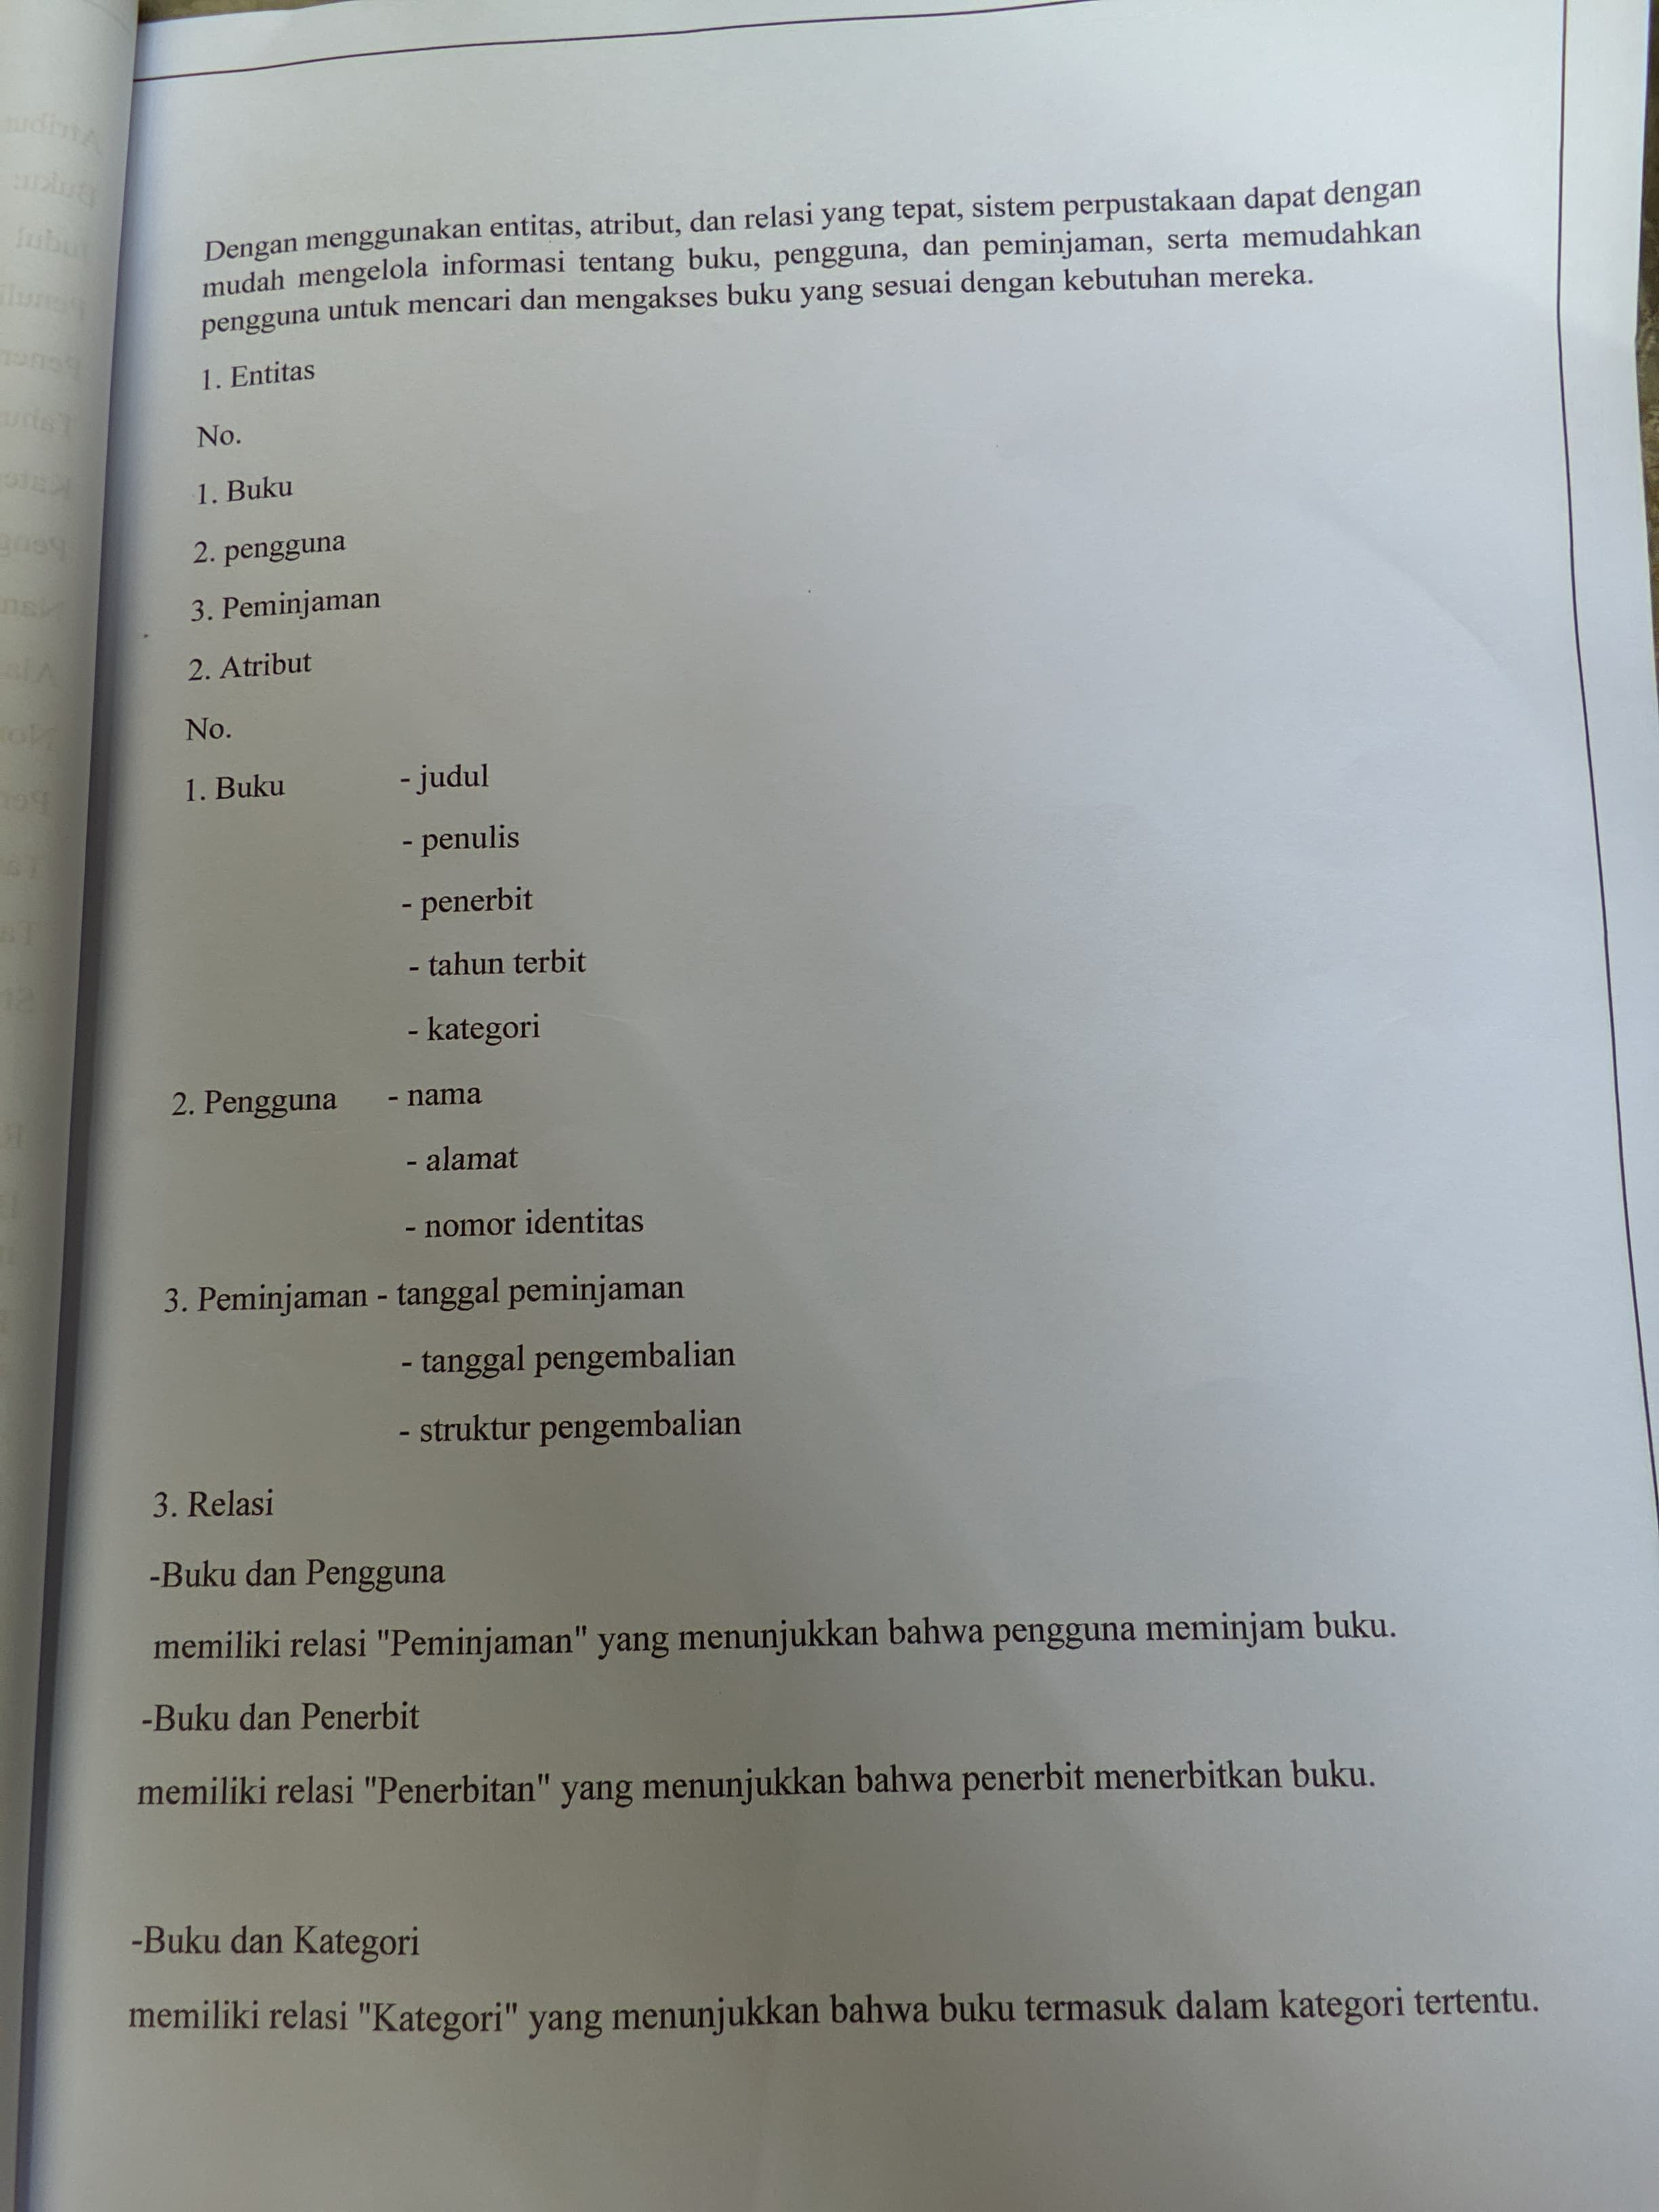 Dengan menggunakan entitas, atribut, dan relasi yang tepat, sistem perpustakaan dapat dengan
mudah mengelola informasi tentang buku, pengguna, dan peminjaman, serta memudahkan
pengguna untuk mencari dan mengakses buku yang sesuai dengan kebutuhan mereka.
1. Entitas
No.
1. Buku
2. pengguna
3. Peminjaman
2. Atribut
No.
1. Buku - judul
- penulis
- penerbit
- tahun terbit
- kategori
2. Pengguna - nama
- alamat
- nomor identitas
3. Peminjaman - tanggal peminjaman
- tanggal pengembalian
- struktur pengembalian
3. Relasi
-Buku dan Pengguna
memiliki relasi "Peminjaman" yang menunjukkan bahwa pengguna meminjam buku.
-Buku dan Penerbit
memiliki relasi "Penerbitan" yang menunjukkan bahwa penerbit menerbitkan buku.
-Buku dan Kategori
memiliki relasi "Kategori" yang menunjukkan bahwa buku termasuk dalam kategori tertentu.